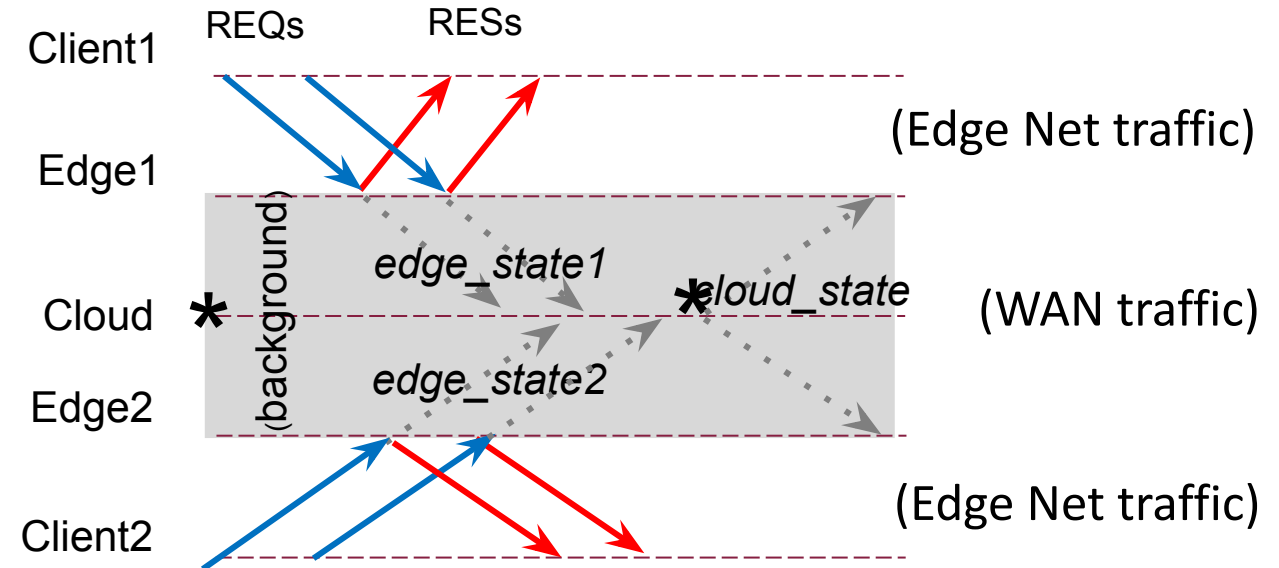 REQs
RESs
Client1
(Edge Net traffic)
Edge1
(background)
edge_state1
*
Cloud
*
cloud_state
(WAN traffic)
edge_state2
Edge2
(Edge Net traffic)
Client2